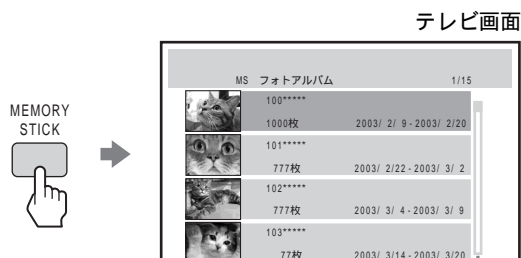 テレビ画面
MS フォトアルバム 1/15
MEMORY
STICK
100*****
1000枚 2003/ 2/ 9 - 2003/ 2/20
101*****
777枚 2003/ 2/22 - 2003/ 3/ 2
102*****
777枚 2003/ 3/ 4 - 2003/ 3/ 9
103*****
77枚 2003/ 3/14 - 2003/ 3/20